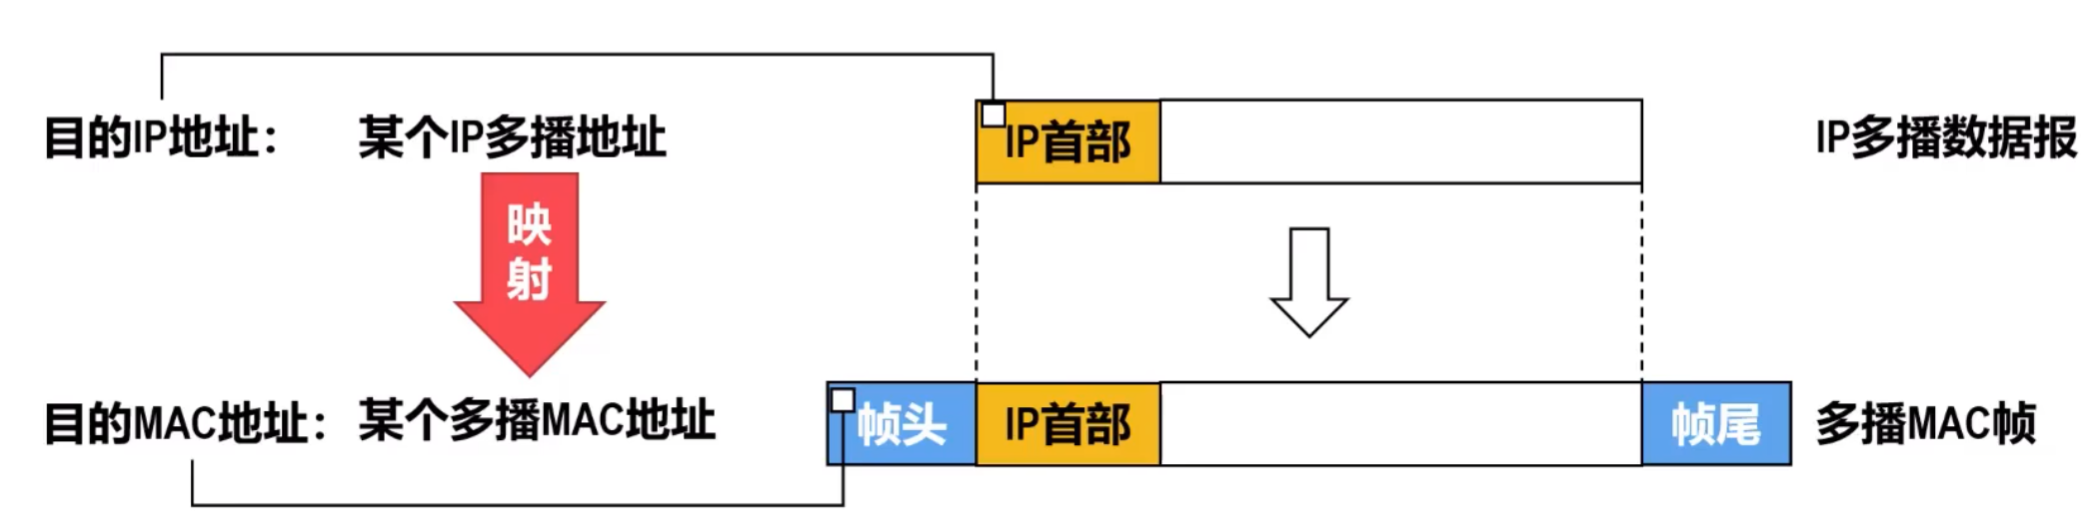 目的IP地址： 某个IP多播地址 IP首部 IP多播数据报
映
射
目的MAC地址： 某个多播MAC地址 帧头 IP首部 帧尾 多播MAC帧